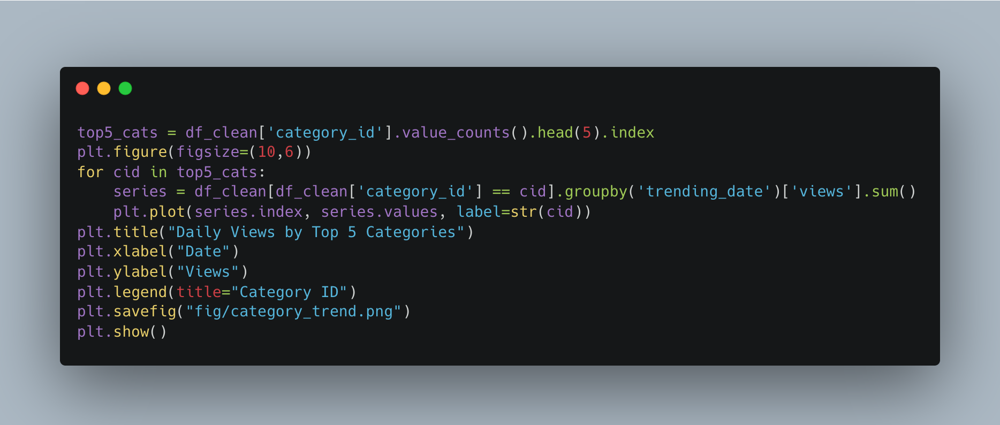 top5_cats = df_clean['category_id'].value_counts().head(5).index
plt.figure(figsize=(10,6))
for cid in top5_cats:
    series = df_clean[df_clean['category_id'] == cid].groupby('trending_date')['views'].sum()
    plt.plot(series.index, series.values, label=str(cid))
plt.title("Daily Views by Top 5 Categories")
plt.xlabel("Date")
plt.ylabel("Views")
plt.legend(title="Category ID")
plt.savefig("fig/category_trend.png")
plt.show()